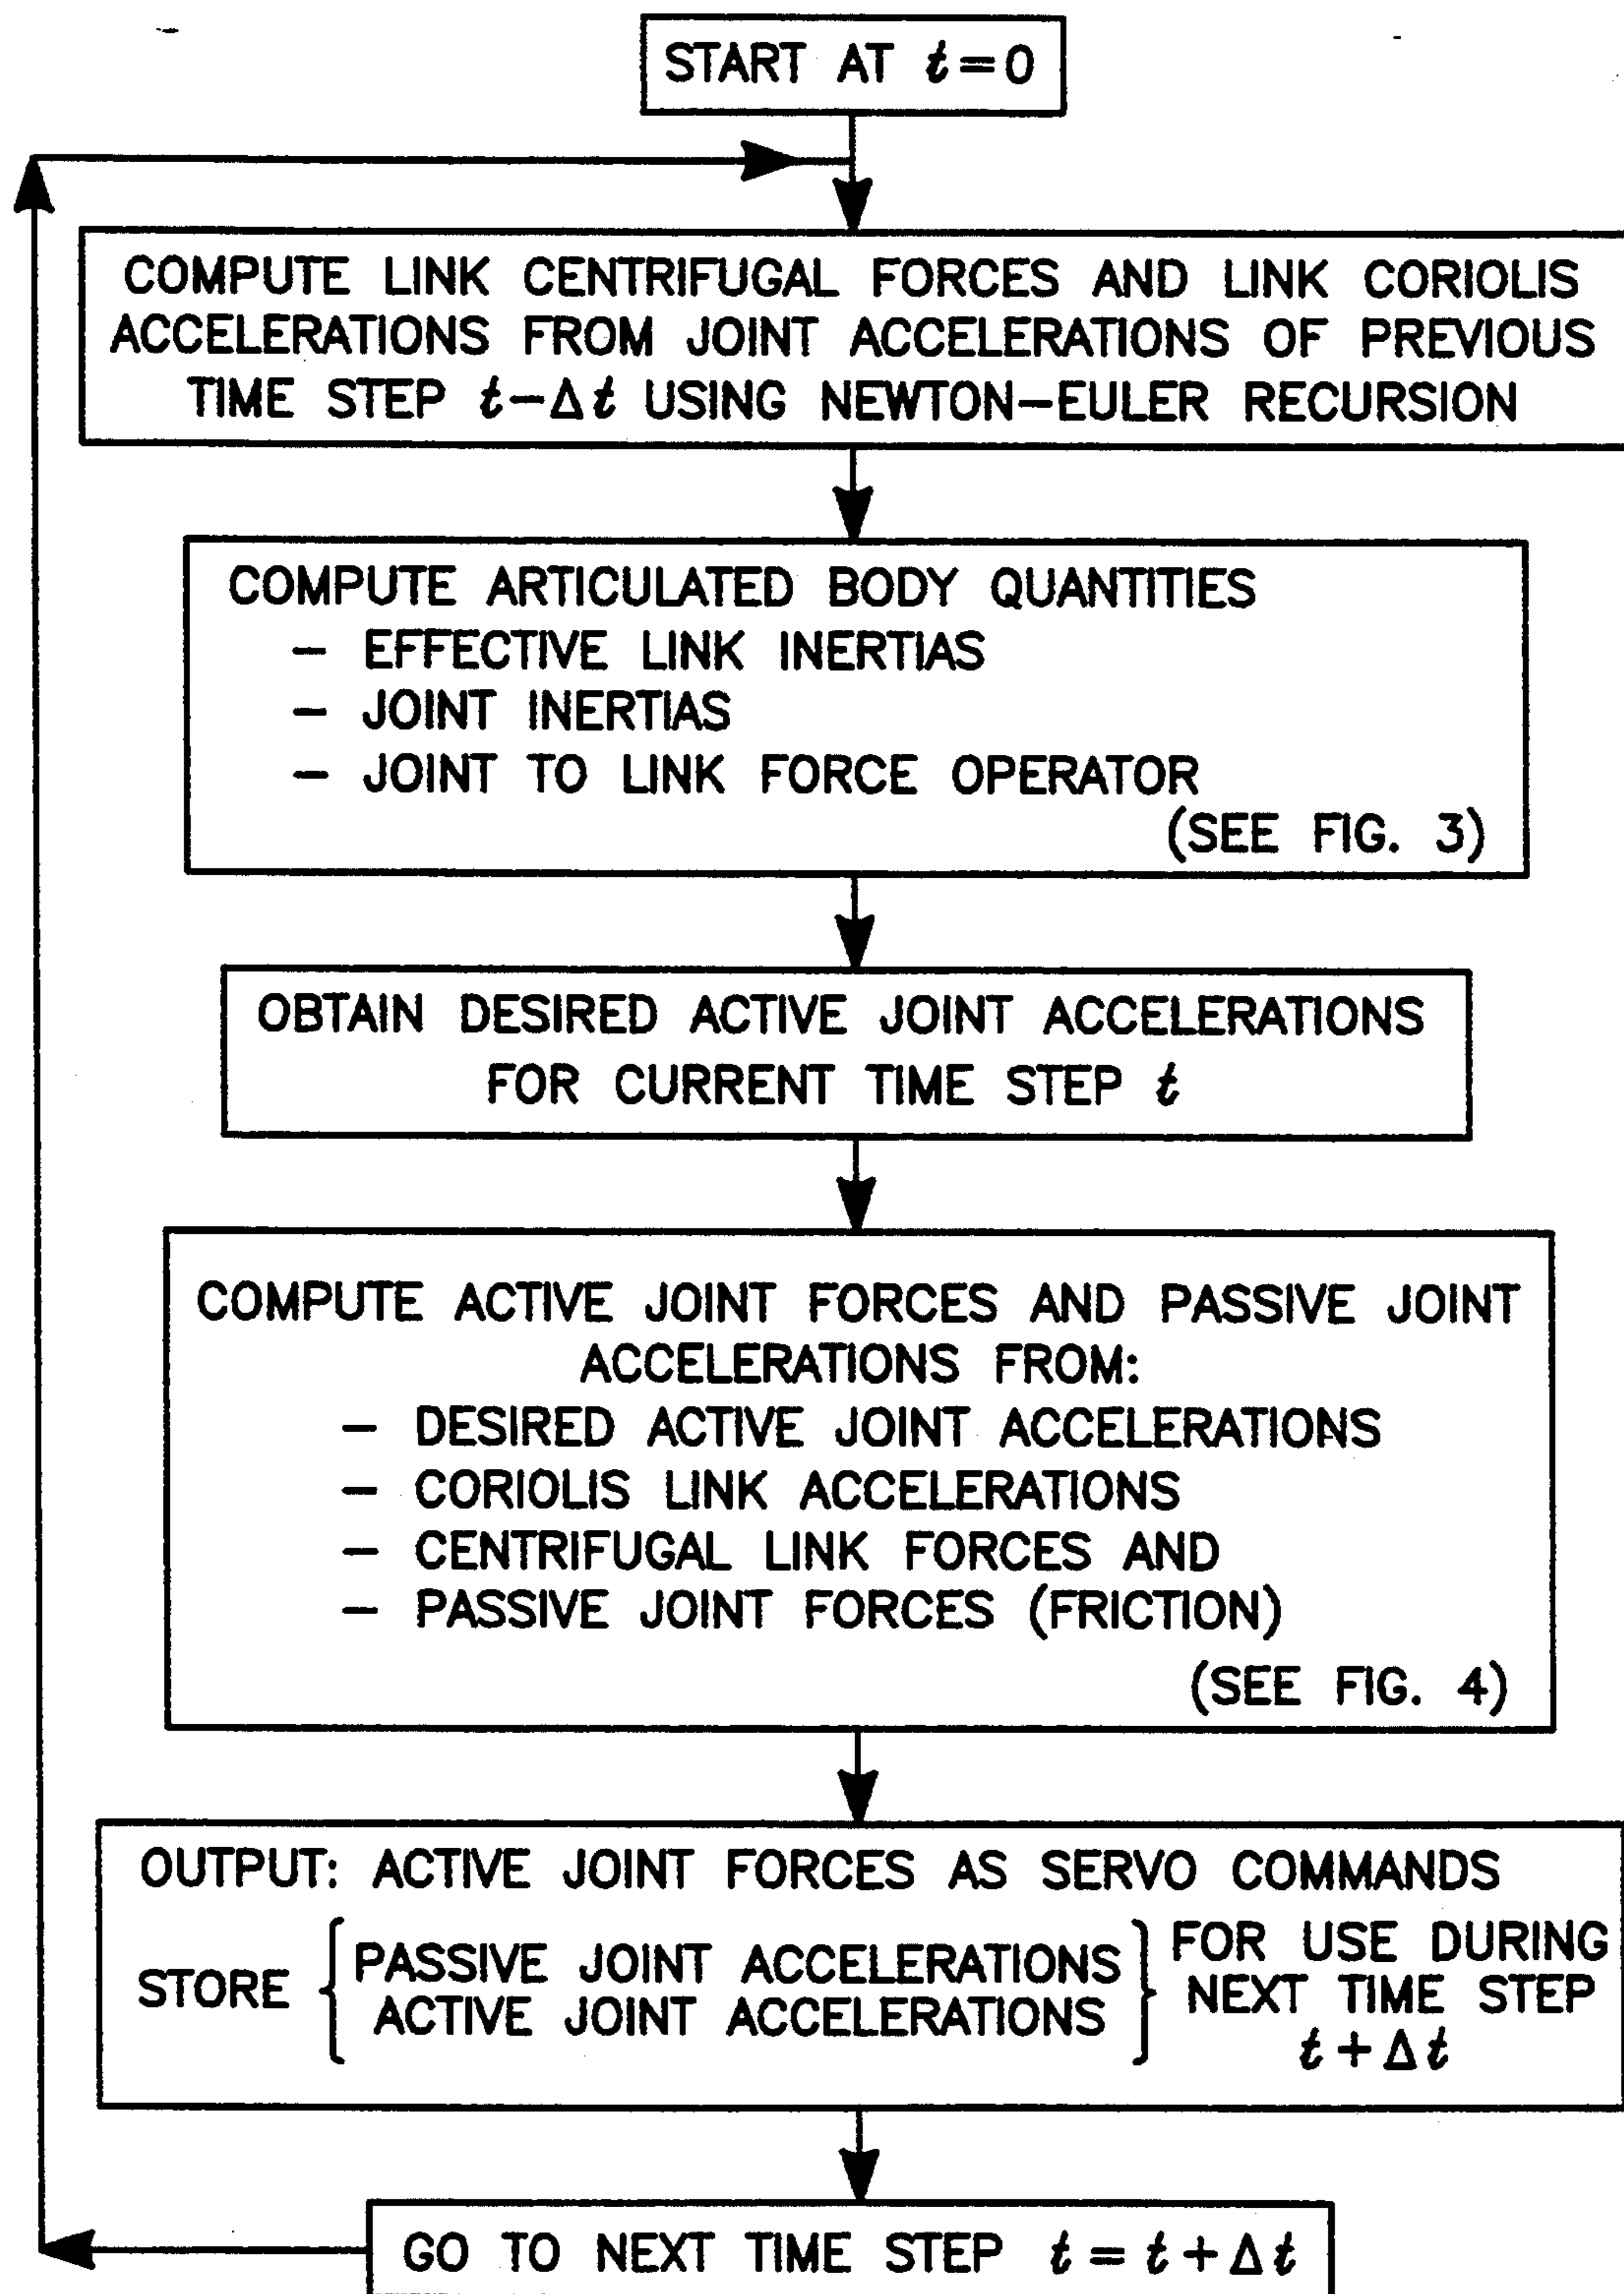 START AT t=0
COMPUTE LINK CENTRIFUGAL FORCES AND LINK CORIOLIS
ACCELERATIONS FROM JOINT ACCELERATIONS OF PREVIOUS
TIME STEP t-Δt USING NEWTON-EULER RECURSION
COMPUTE ARTICULATED BODY QUANTITIES
- EFFECTIVE LINK INERTIAS
- JOINT INERTIAS
- JOINT TO LINK FORCE OPERATOR
(SEE FIG. 3)
OBTAIN DESIRED ACTIVE JOINT ACCELERATIONS
FOR CURRENT TIME STEP t
COMPUTE ACTIVE JOINT FORCES AND PASSIVE JOINT
ACCELERATIONS FROM:
- DESIRED ACTIVE JOINT ACCELERATIONS
- CORIOLIS LINK ACCELERATIONS
- CENTRIFUGAL LINK FORCES AND
- PASSIVE JOINT FORCES (FRICTION)
(SEE FIG. 4)
OUTPUT: ACTIVE JOINT FORCES AS SERVO COMMANDS
STORE { PASSIVE JOINT ACCELERATIONS
ACTIVE JOINT ACCELERATIONS }
FOR USE DURING
NEXT TIME STEP
t+Δt
GO TO NEXT TIME STEP t=t+Δt